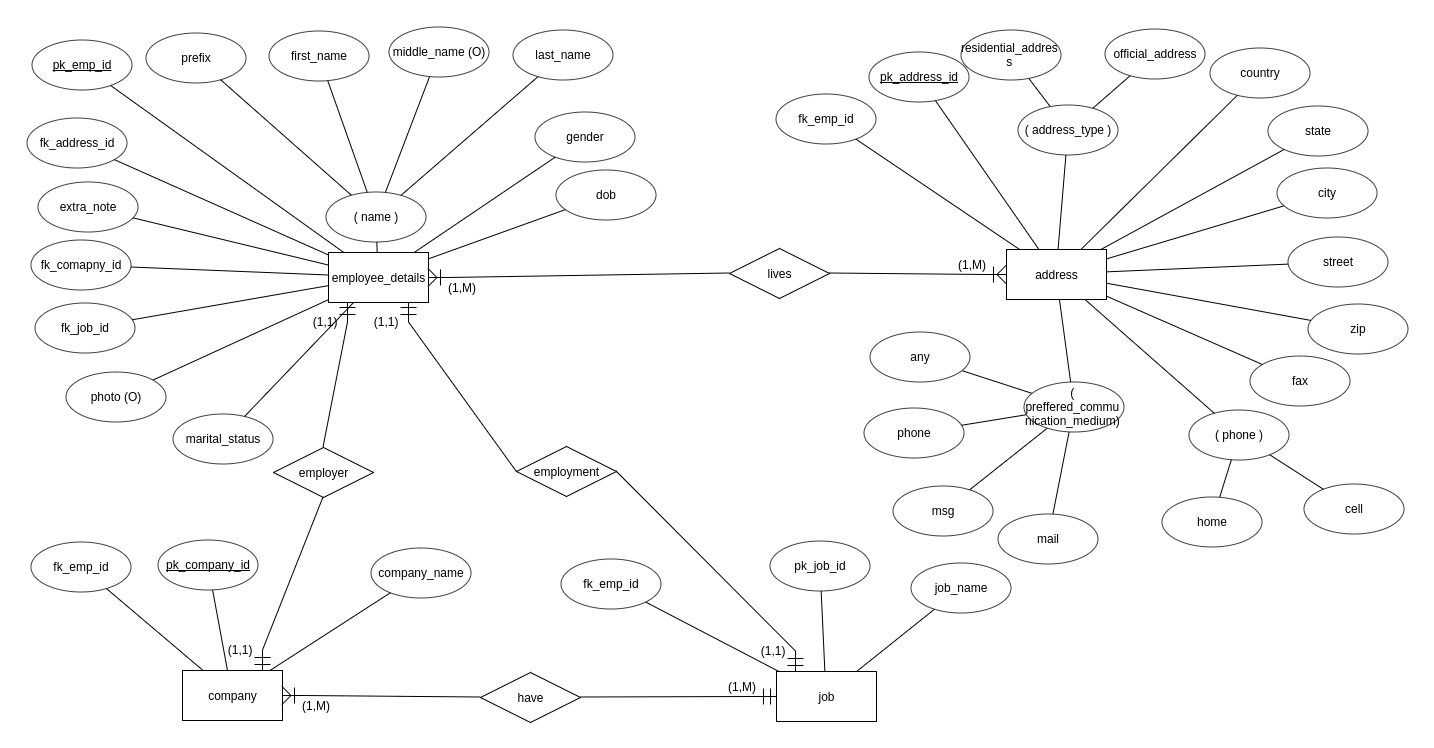 pk_emp_id
prefix
first_name
middle_name (O)
last_name
fk_address_id
gender
extra_note
dob
( name )
fk_comapny_id
employee_details
(1,M)
fk_job_id
(1,1)
(1,1)
photo (O)
marital_status
lives
(1,M)
address
fk_emp_id
pk_address_id
residential_addres
s
official_address
( address_type )
country
state
city
street
zip
fax
any
(
preffered_commu
nication_medium)
phone
msg
mail
( phone )
home
cell
employer
employment
fk_emp_id
pk_company_id
company_name
fk_emp_id
pk_job_id
job_name
(1,1)
(1,1)
company
(1,M)
have
(1,M)
job